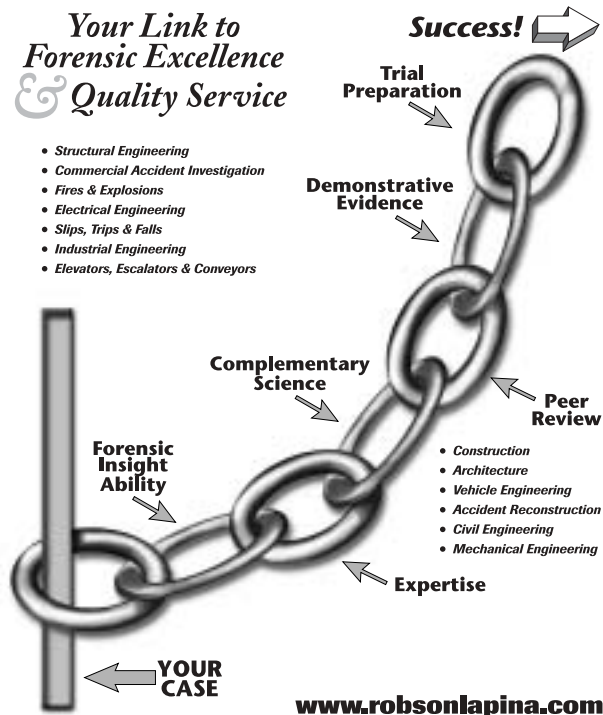 Your Link to
Forensic Excellence
& Quality Service
• Structural Engineering
• Commercial Accident Investigation
• Fires & Explosions
• Electrical Engineering
• Slips, Trips & Falls
• Industrial Engineering
• Elevators, Escalators & Conveyors
Success!
Trial
Preparation
Demonstrative
Evidence
Complementary
Science
Peer
Review
Forensic
Insight
Ability
• Construction
• Architecture
• Vehicle Engineering
• Accident Reconstruction
• Civil Engineering
• Mechanical Engineering
Expertise
YOUR
CASE
www.robsonlapina.com